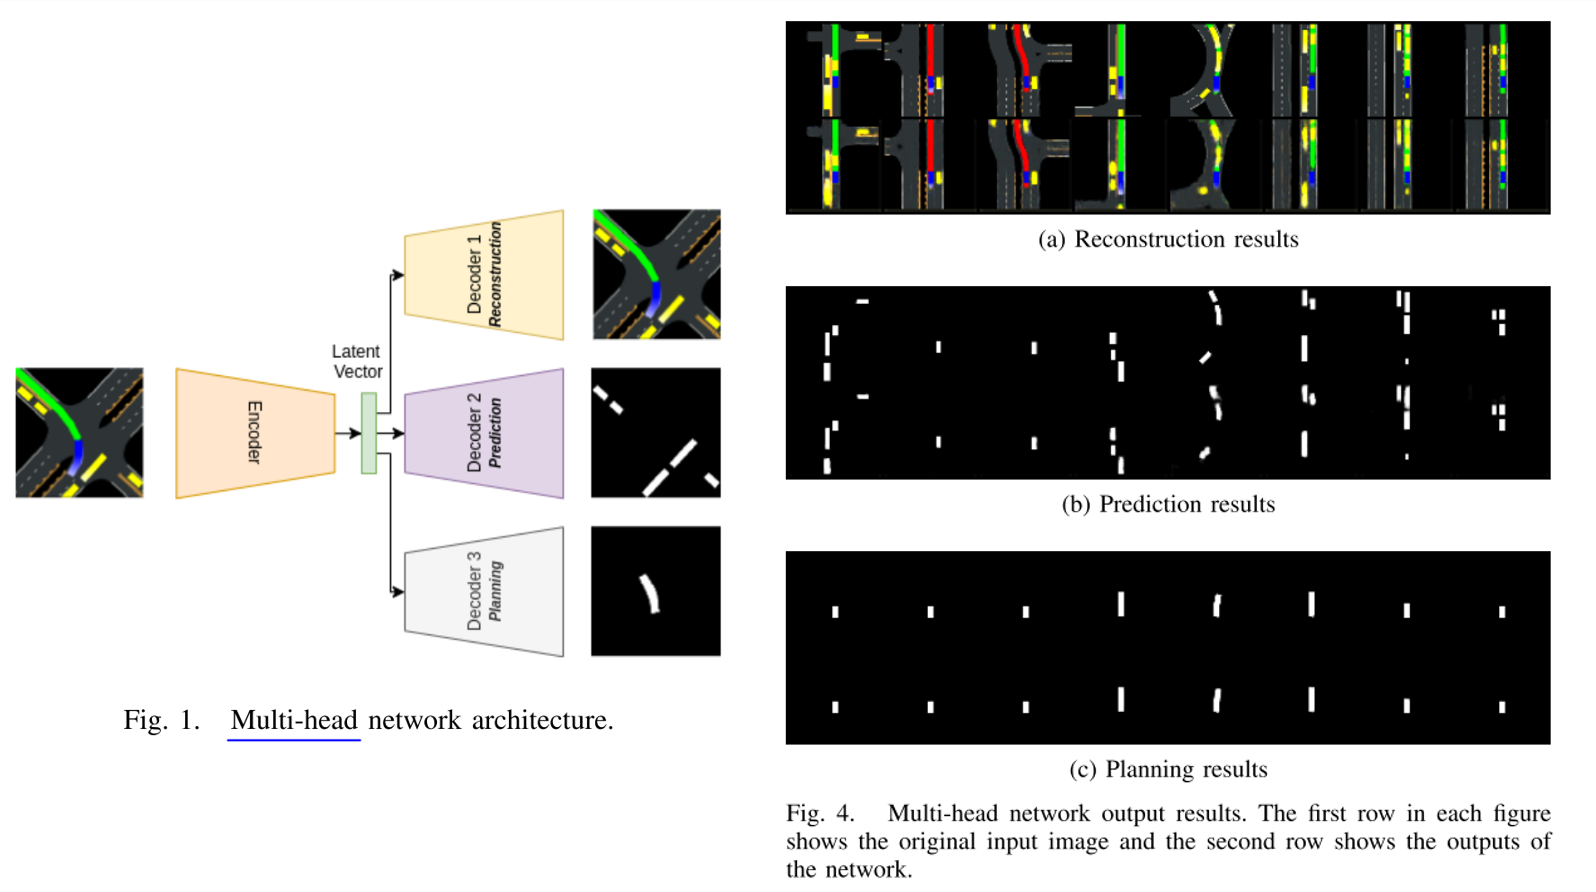 Encoder
Latent
Vector
Decoder 1
Reconstruction
Decoder 2
Prediction
Decoder 3
Planning
Fig. 1. Multi-head network architecture.
(a) Reconstruction results
(b) Prediction results
(c) Planning results
Fig. 4. Multi-head network output results. The first row in each figure
shows the original input image and the second row shows the outputs of
the network.